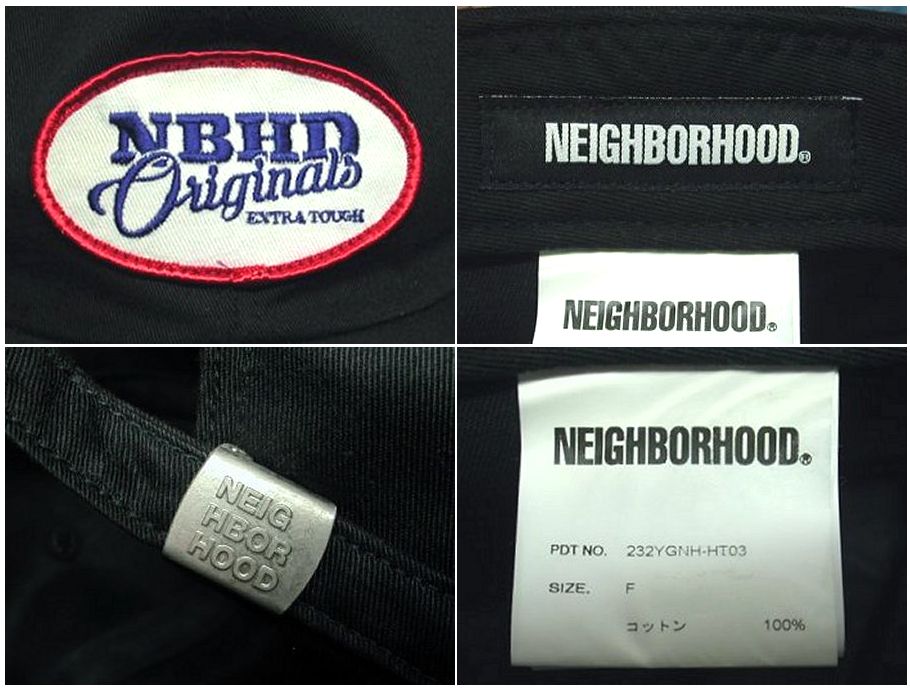 NBHD
Originals
EXTRA TOUGH
NEIGHBORHOOD®
NEIGHBORHOOD®
NEIG
HBOR
HOOD
NEIGHBORHOOD®
PDT NO. 232YGNH-HT03
SIZE. F
コットン 100%